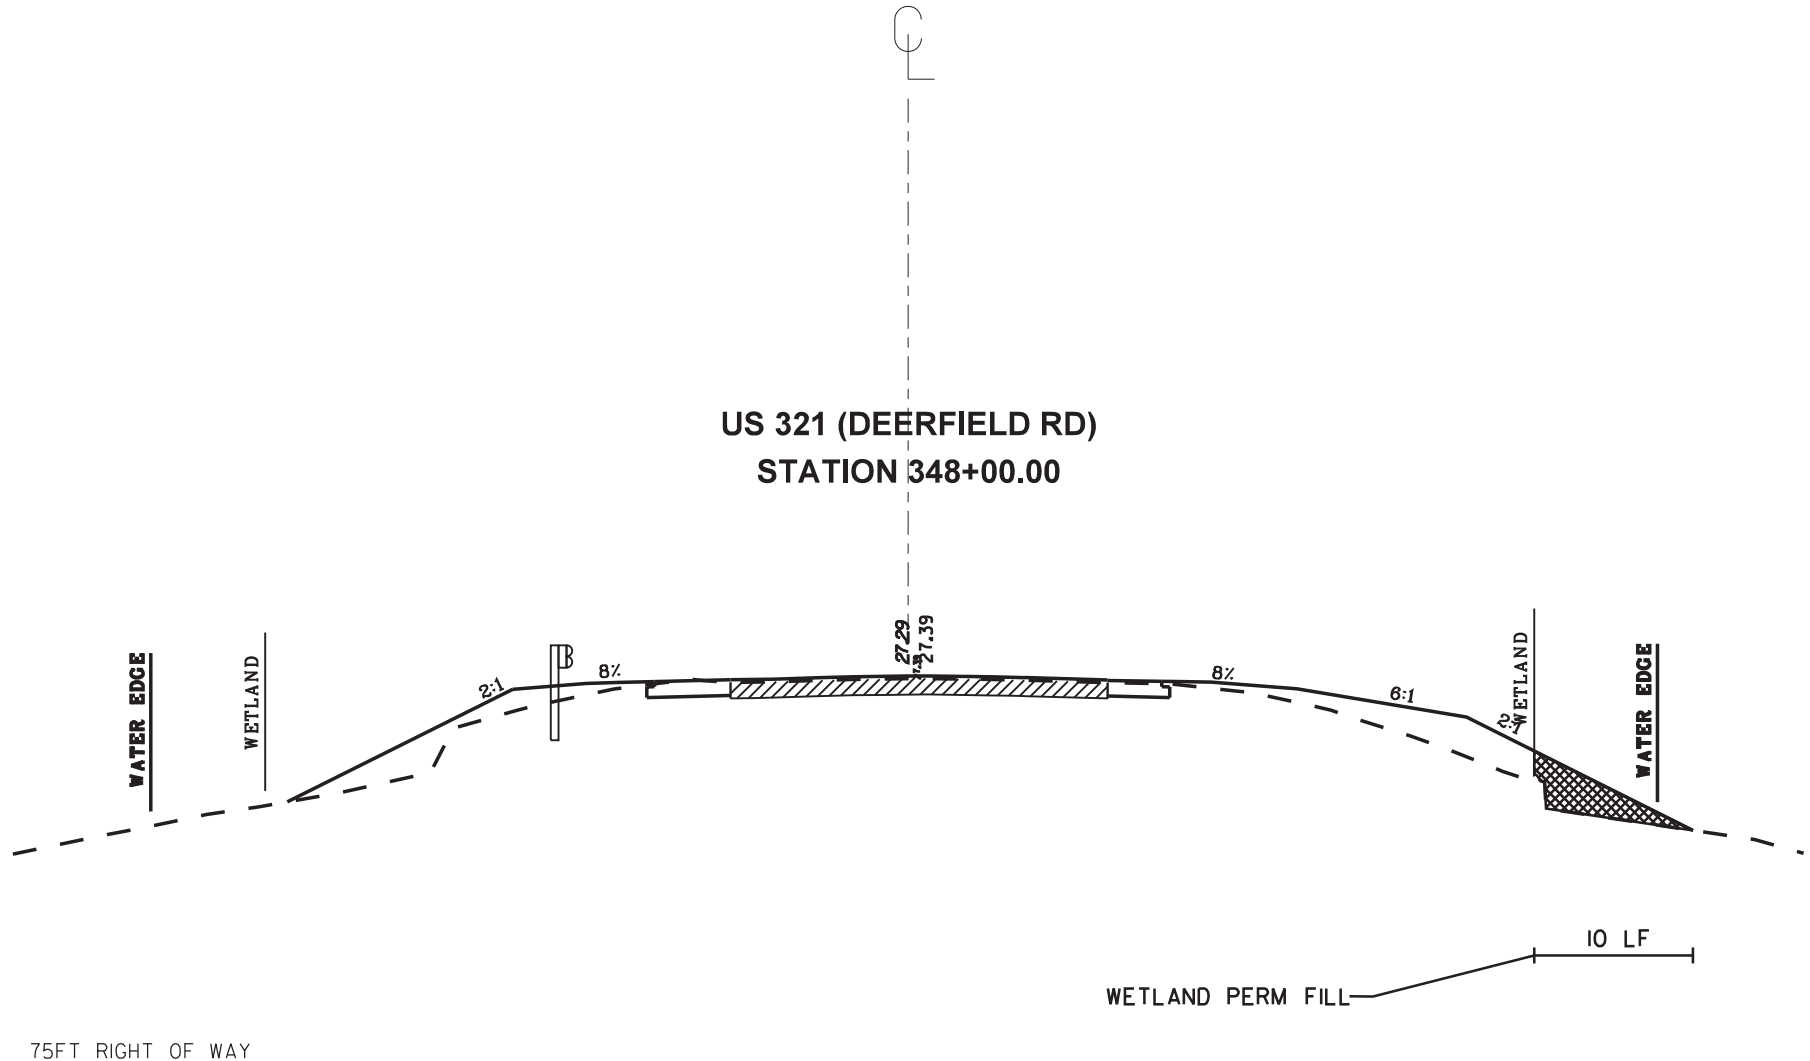 CL
US 321 (DEERFIELD RD)
STATION 348+00.00
WATER EDGE
WETLAND
2:1
8%
27.29
27.39
8%
6:1
2:1
WETLAND
WATER EDGE
10 LF
WETLAND PERM FILL
75FT RIGHT OF WAY